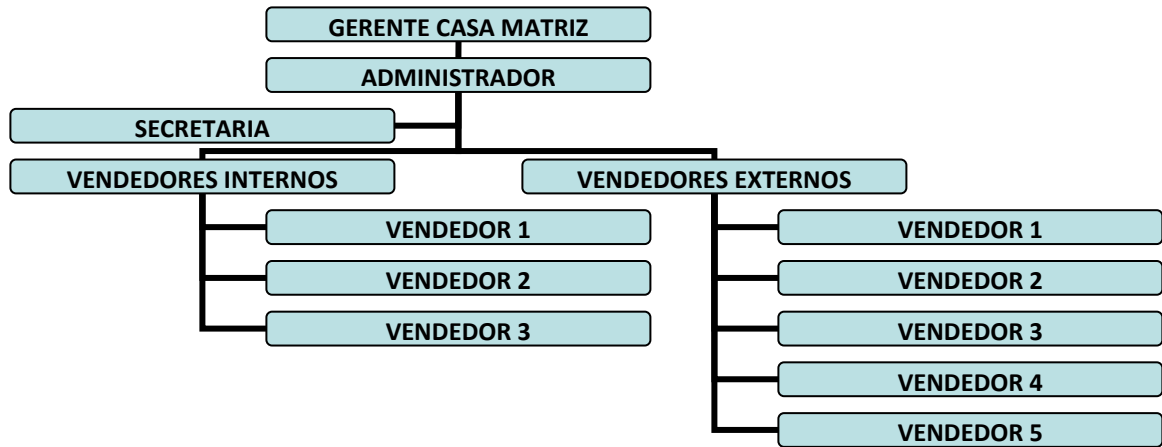 GERENTE CASA MATRIZ
ADMINISTRADOR
SECRETARIA
VENDEDORES INTERNOS
VENDEDOR 1
VENDEDOR 2
VENDEDOR 3
VENDEDORES EXTERNOS
VENDEDOR 1
VENDEDOR 2
VENDEDOR 3
VENDEDOR 4
VENDEDOR 5